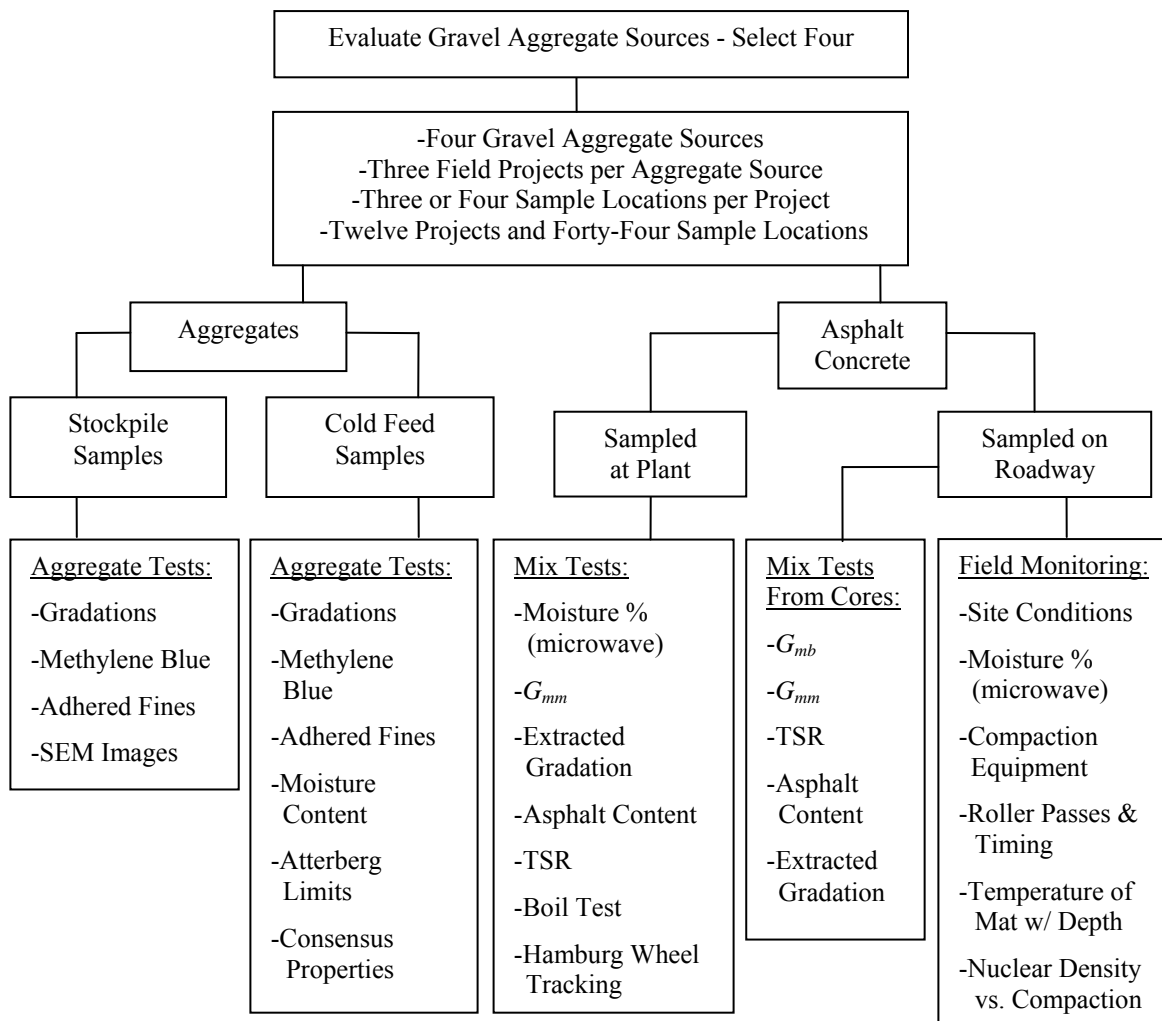 Evaluate Gravel Aggregate Sources - Select Four
-Four Gravel Aggregate Sources
-Three Field Projects per Aggregate Source
-Three or Four Sample Locations per Project
-Twelve Projects and Forty-Four Sample Locations
Aggregates
Asphalt
Concrete
Stockpile
Samples
Cold Feed
Samples
Sampled
at Plant
Sampled on
Roadway
Aggregate Tests:
-Gradations
-Methylene Blue
-Adhered Fines
-SEM Images
Aggregate Tests:
-Gradations
-Methylene
Blue
-Adhered Fines
-Moisture
Content
-Atterberg
Limits
-Consensus
Properties
Mix Tests:
-Moisture %
(microwave)
-Gmm
-Extracted
Gradation
-Asphalt Content
-TSR
-Boil Test
-Hamburg Wheel
Tracking
Mix Tests
From Cores:
-Gmb
-Gmm
-TSR
-Asphalt
Content
-Extracted
Gradation
Field Monitoring:
-Site Conditions
-Moisture %
(microwave)
-Compaction
Equipment
-Roller Passes &
Timing
-Temperature of
Mat w/ Depth
-Nuclear Density
vs. Compaction